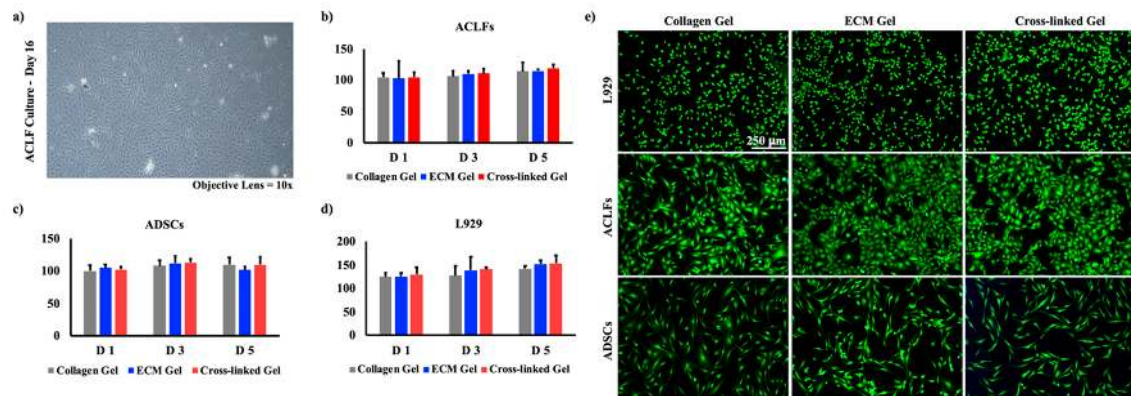 a)
ACLF Culture - Day 16
Objective Lens = 10x
b)
ACLFs
150
100
50
0
D 1 D 3 D 5
Collagen Gel ECM Gel Cross-linked Gel
c)
ADSCs
150
100
50
0
D 1 D 3 D 5
Collagen Gel ECM Gel Cross-linked Gel
d)
L929
200
150
100
50
0
D 1 D 3 D 5
Collagen Gel ECM Gel Cross-linked Gel
e)
Collagen Gel ECM Gel Cross-linked Gel
L929
250 µm
ACLFs
ADSCs